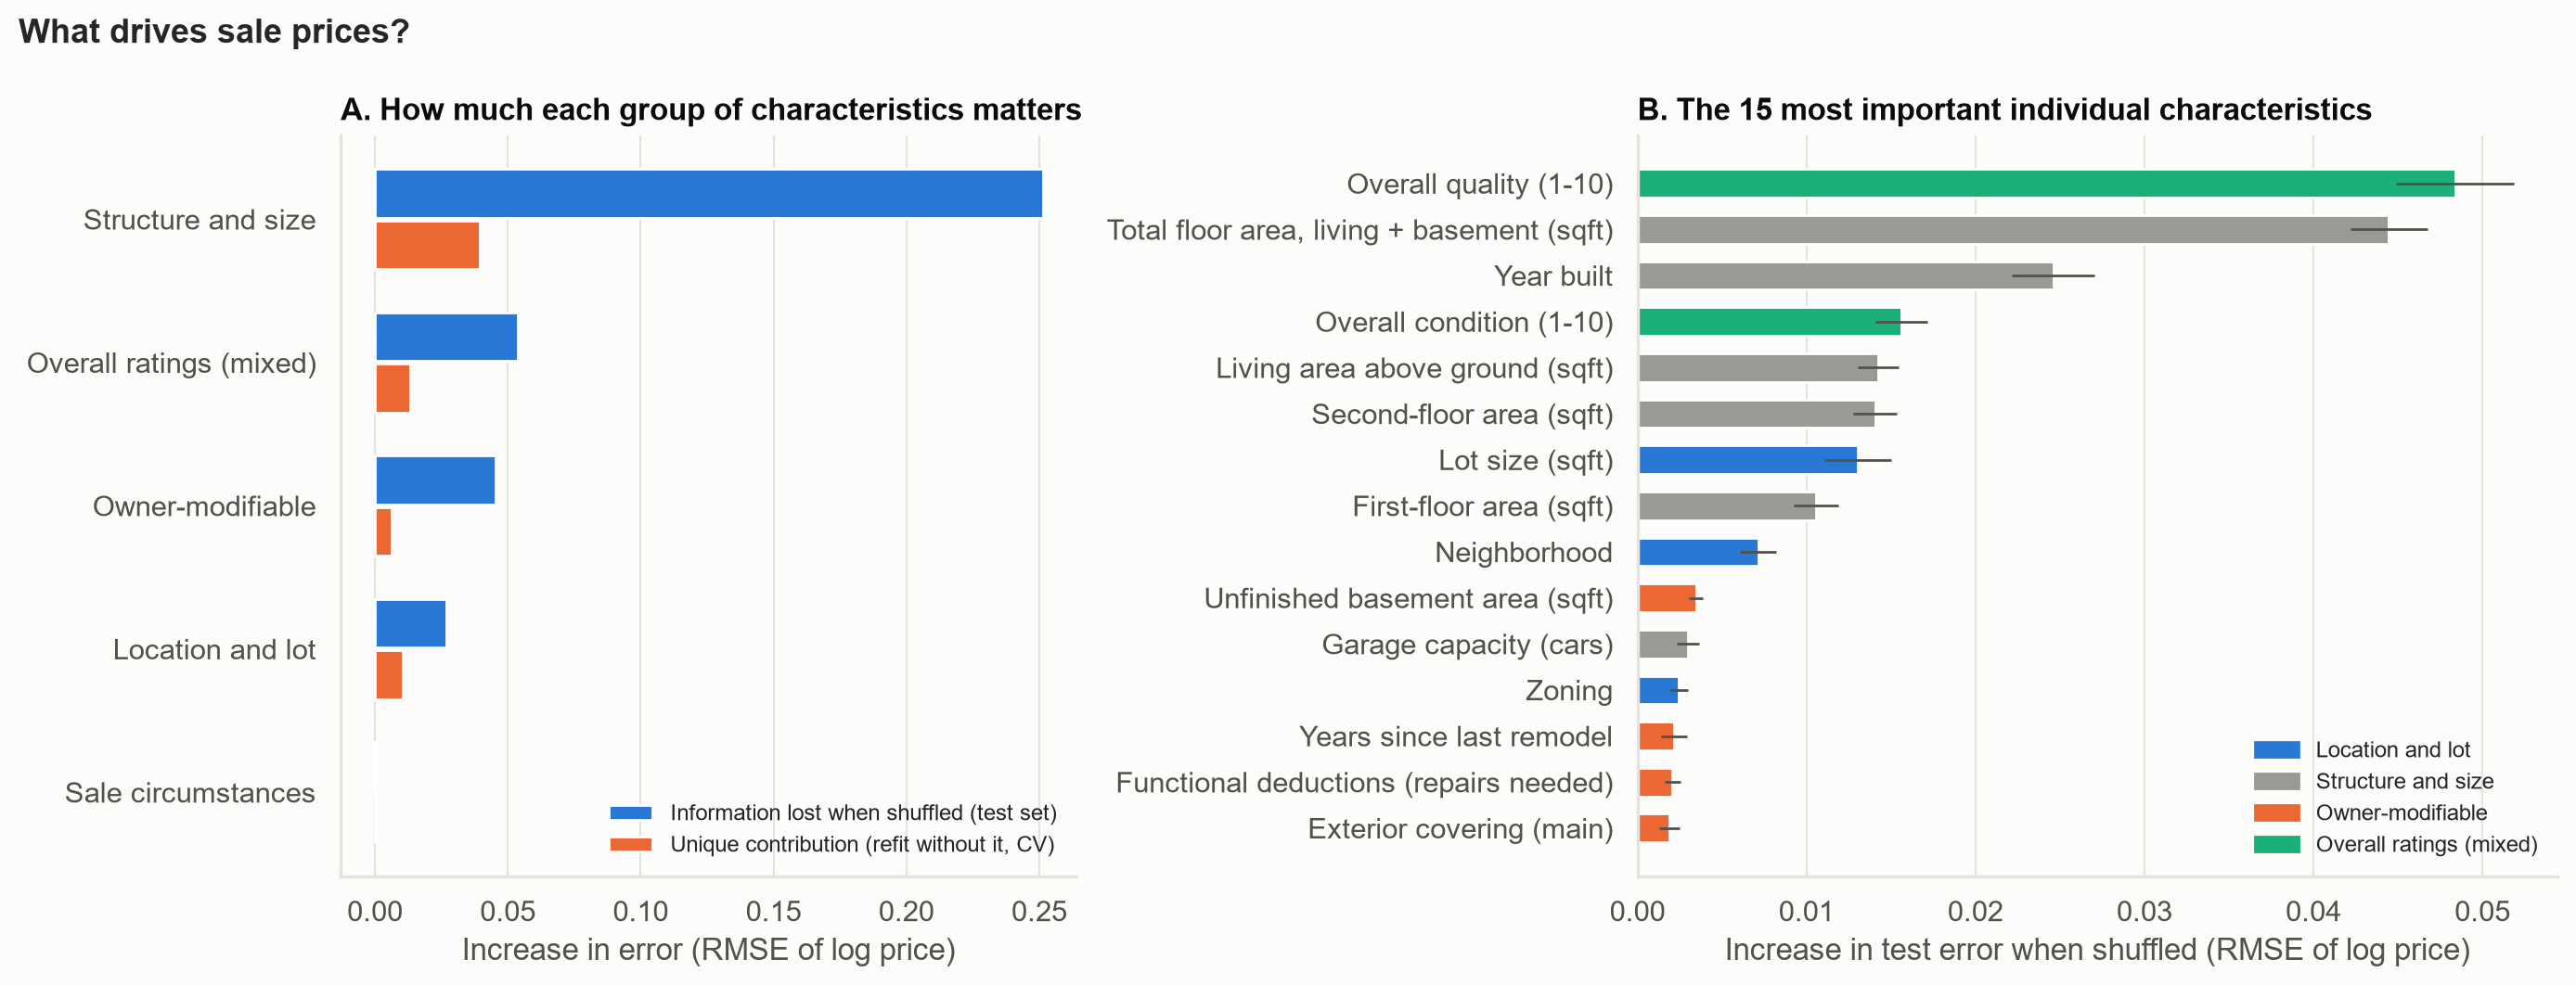 What drives sale prices?
A. How much each group of characteristics matters
Structure and size
Overall ratings (mixed)
Owner-modifiable
Location and lot
Sale circumstances
Information lost when shuffled (test set)
Unique contribution (refit without it, CV)
0.00 0.05 0.10 0.15 0.20 0.25
Increase in error (RMSE of log price)
B. The 15 most important individual characteristics
Overall quality (1-10)
Total floor area, living + basement (sqft)
Year built
Overall condition (1-10)
Living area above ground (sqft)
Second-floor area (sqft)
Lot size (sqft)
First-floor area (sqft)
Neighborhood
Unfinished basement area (sqft)
Garage capacity (cars)
Zoning
Years since last remodel
Functional deductions (repairs needed)
Exterior covering (main)
Location and lot
Structure and size
Owner-modifiable
Overall ratings (mixed)
0.00 0.01 0.02 0.03 0.04 0.05
Increase in test error when shuffled (RMSE of log price)